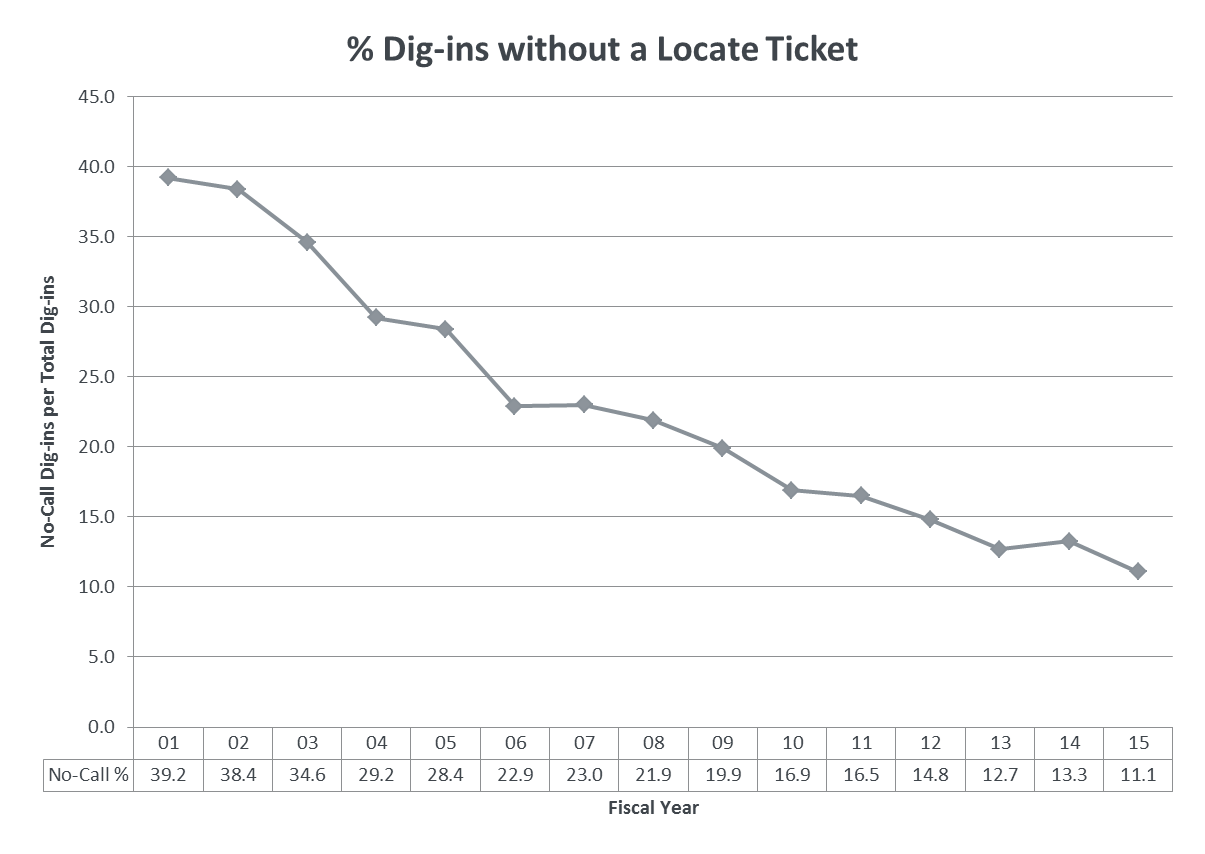 % Dig-ins without a Locate Ticket
No-Call Dig-ins per Total Dig-ins
45.0
40.0
35.0
30.0
25.0
20.0
15.0
10.0
5.0
0.0
01 02 03 04 05 06 07 08 09 10 11 12 13 14 15
No-Call % 39.2 38.4 34.6 29.2 28.4 22.9 23.0 21.9 19.9 16.9 16.5 14.8 12.7 13.3 11.1
Fiscal Year